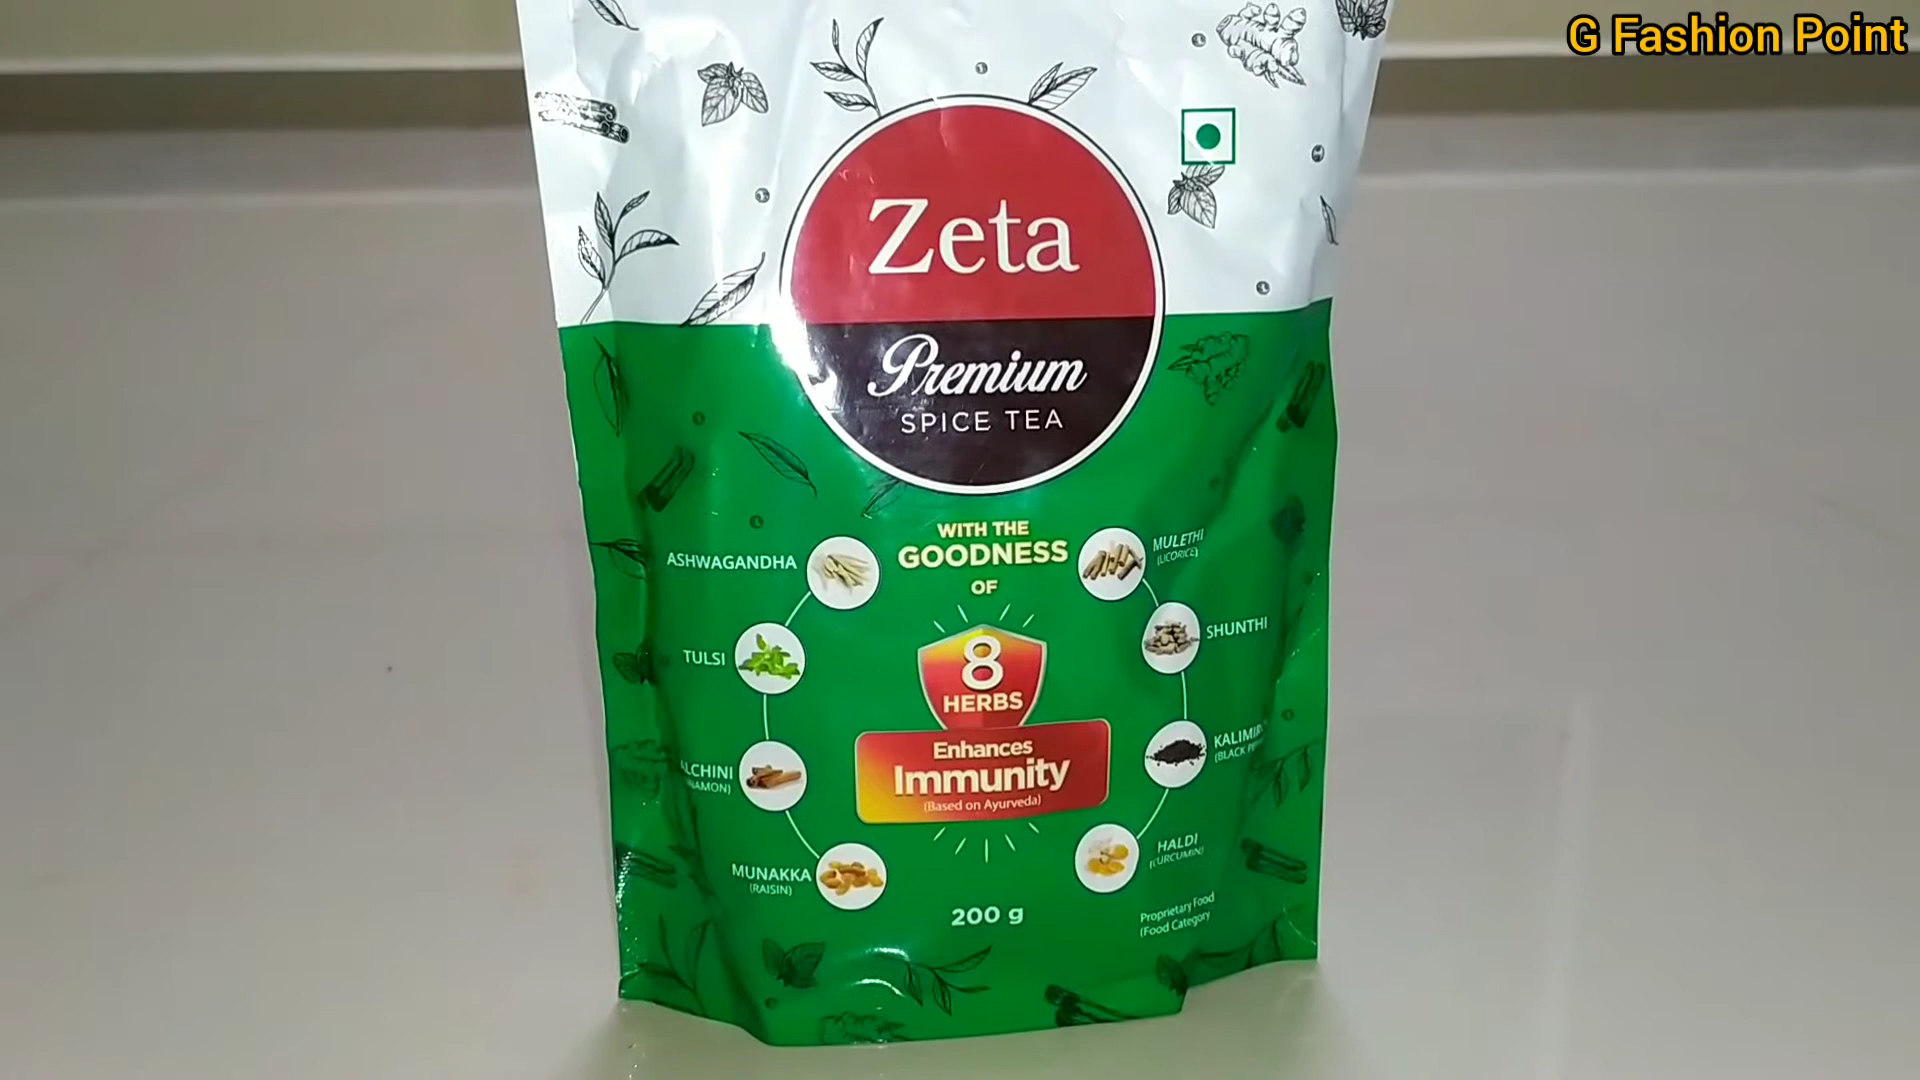 G Fashion Point
Zeta
Premium
SPICE TEA
WITH THE
GOODNESS
OF
8
HERBS
Enhances
Immunity
(Based on Ayurveda)
ASHWAGANDHA
TULSI
MUNAKKA
(RAISIN)
MULETHI
(LICORICE)
SHUNTHI
(BLACK
HALDI
(CURCUMIN)
200 g
Proprietary Food
(Food Category